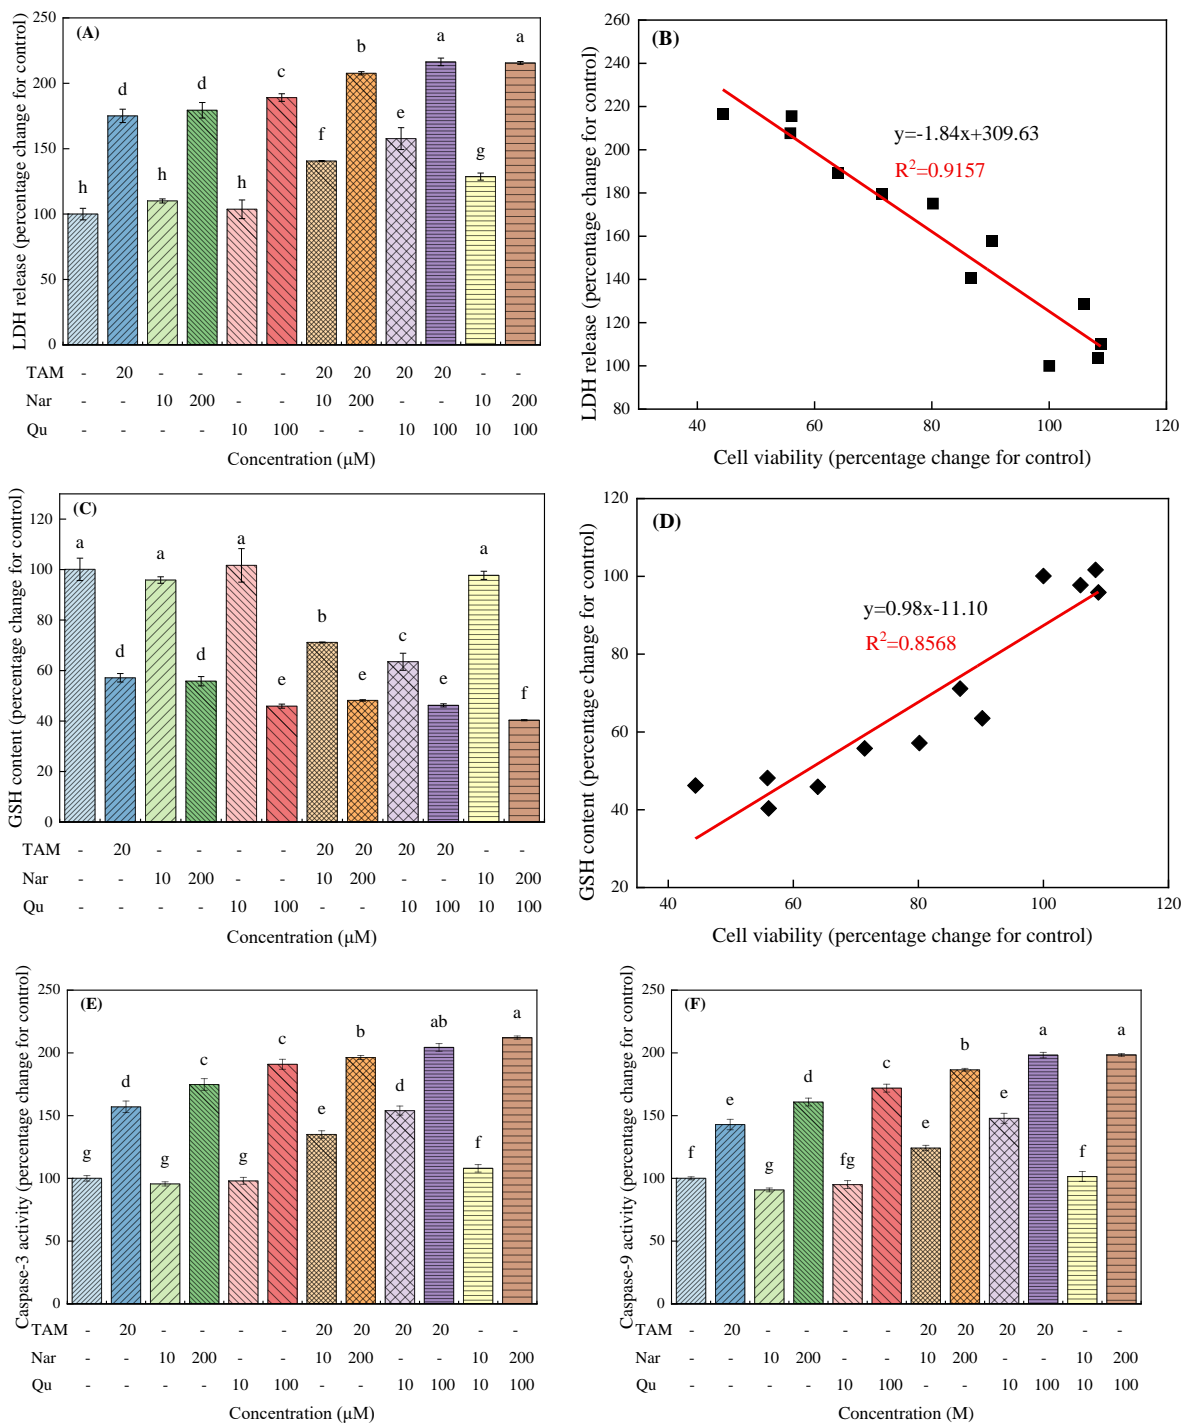 (A)
LDH release (percentage change for control)
250
200
150
100
50
0
h d h d h c f b e a g a
TAM - 20 - - - - 20 20 20 20 - -
Nar - - 10 200 - - 10 200 - - 10 200
Qu - - - - 10 100 - - 10 100 10 100
Concentration (μM)
(B)
LDH release (percentage change for control)
260
240
220
200
180
160
140
120
100
80
y=-1.84x+309.63
R²=0.9157
40 60 80 100 120
Cell viability (percentage change for control)
(C)
GSH content (percentage change for control)
120
100
80
60
40
20
0
a d a d a e b e c e a f
TAM - 20 - - - - 20 20 20 20 - -
Nar - - 10 200 - - 10 200 - - 10 200
Qu - - - - 10 100 - - 10 100 10 100
Concentration (μM)
(D)
GSH content (percentage change for control)
120
100
80
60
40
20
y=0.98x-11.10
R²=0.8568
40 60 80 100 120
Cell viability (percentage change for control)
(E)
Caspase-3 activity (percentage change for control)
250
200
150
100
50
0
g d g c g c e b d ab f a
TAM - 20 - - - - 20 20 20 20 - -
Nar - - 10 200 - - 10 200 - - 10 200
Qu - - - - 10 100 - - 10 100 10 100
Concentration (μM)
(F)
Caspase-9 activity (percentage change for control)
250
200
150
100
50
0
f e g d fg c e b e a f a
TAM - 20 - - - - 20 20 20 20 - -
Nar - - 10 200 - - 10 200 - - 10 200
Qu - - - - 10 100 - - 10 100 10 100
Concentration (M)